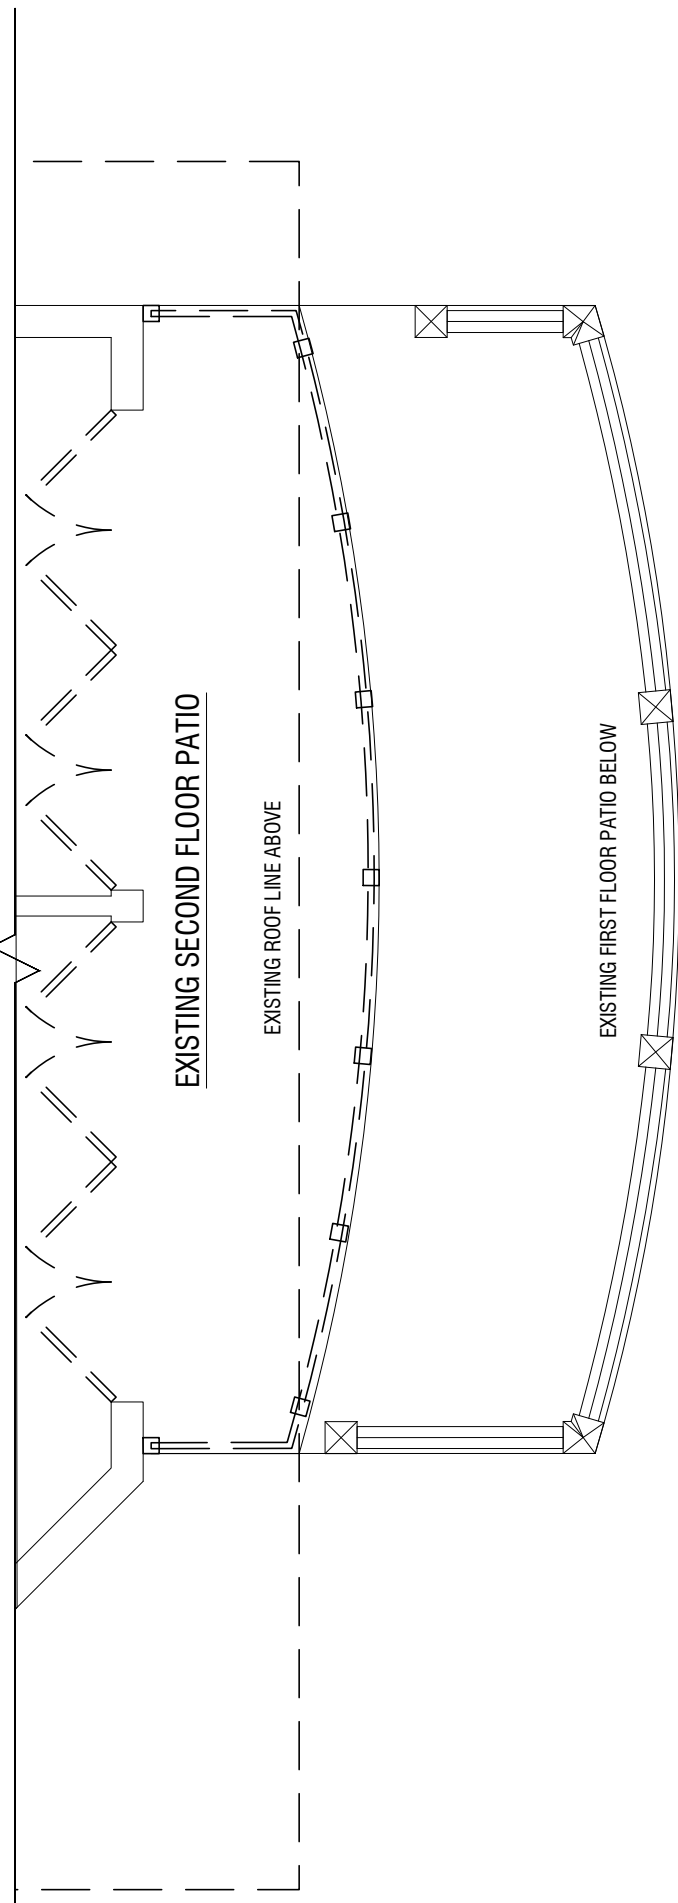 EXISTING SECOND FLOOR PATIO
EXISTING ROOF LINE ABOVE
EXISTING FIRST FLOOR PATIO BELOW